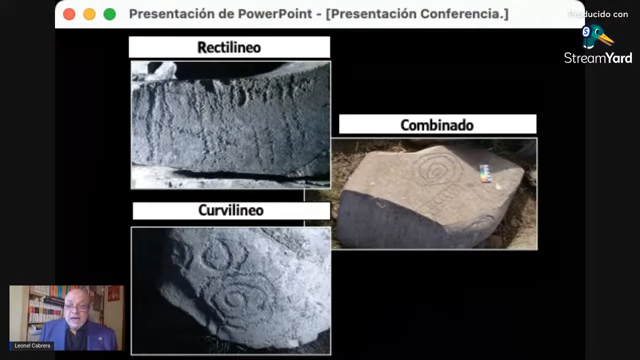 Presentación de PowerPoint - [Presentación Conferencia.]
Producido con
StreamYard
Rectilineo
Combinado
Curvilineo
Leonel Cabrera